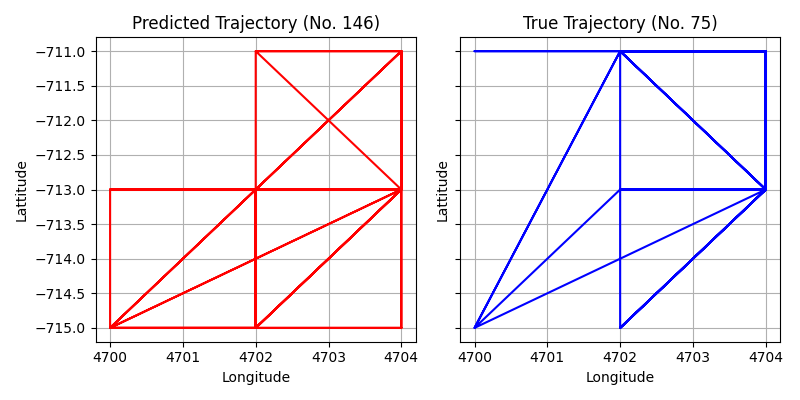 Predicted Trajectory (No. 146)
True Trajectory (No. 75)
−711.0
−711.5
−712.0
−712.5
−713.0
−713.5
−714.0
−714.5
−715.0
Lattitude
Lattitude
4700 4701 4702 4703 4704
4700 4701 4702 4703 4704
Longitude
Longitude